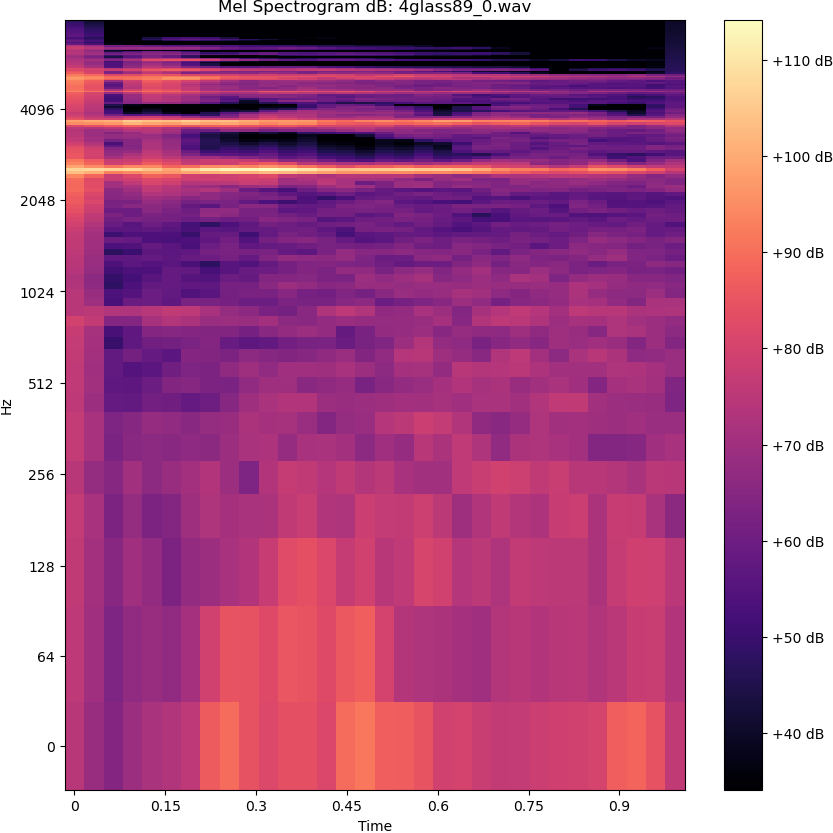 Mel Spectrogram dB: 4glass89_0.wav
Hz
4096
2048
1024
512
256
128
64
0
0 0.15 0.3 0.45 0.6 0.75 0.9
Time
+110 dB
+100 dB
+90 dB
+80 dB
+70 dB
+60 dB
+50 dB
+40 dB